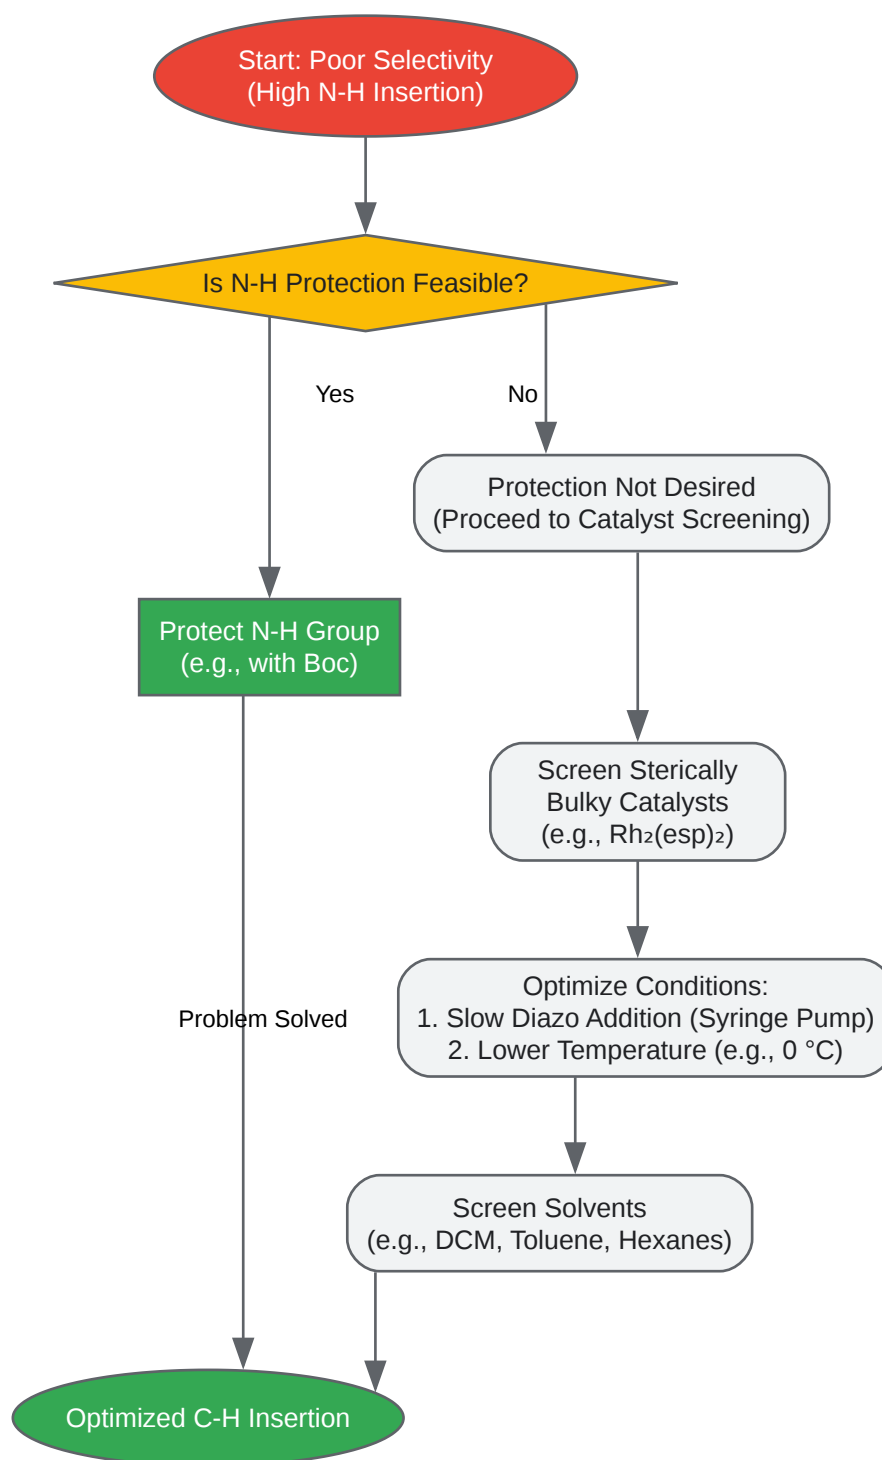 Start: Poor Selectivity
(High N-H Insertion)
Is N-H Protection Feasible?
Yes
No
Protection Not Desired
(Proceed to Catalyst Screening)
Protect N-H Group
(e.g., with Boc)
Screen Sterically
Bulky Catalysts
(e.g., Rh₂(esp)₂)
Optimize Conditions:
1. Slow Diazo Addition (Syringe Pump)
2. Lower Temperature (e.g., 0 °C)
Problem Solved
Screen Solvents
(e.g., DCM, Toluene, Hexanes)
Optimized C-H Insertion